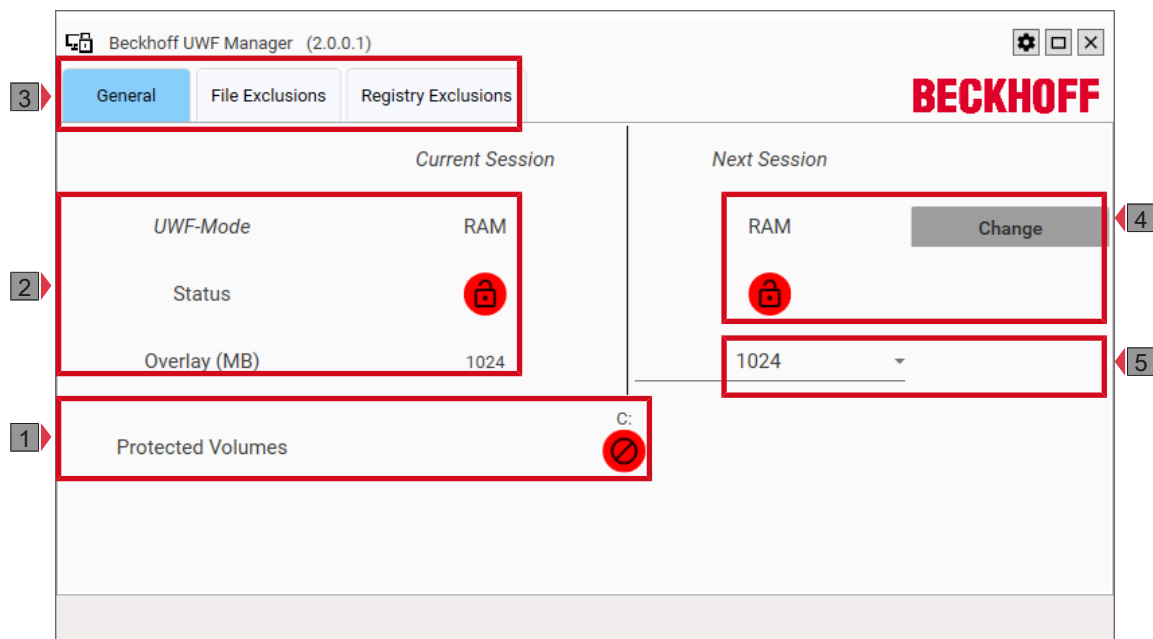 Beckhoff UWF Manager (2.0.0.1)
3 General File Exclusions Registry Exclusions BECKHOFF
Current Session Next Session
UWF-Mode RAM RAM Change 4
2 Status
Overlay (MB) 1024 1024 5
C:
1 Protected Volumes